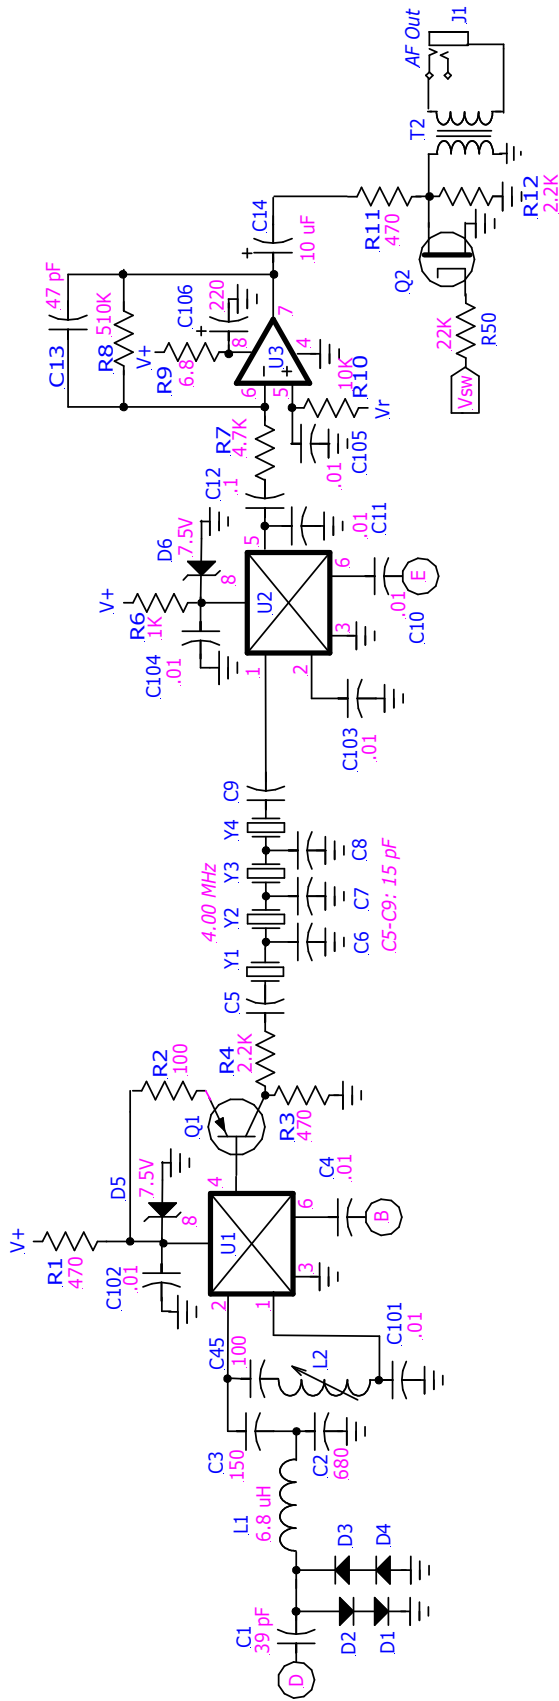 D
C1
39 pF
D2
D1
D3
D4
L1
6.8 uH
C3
150
C2
680
C45
100
L2
C101
.01
2
1
V+
R1
470
C102
.01
D5
7.5V
8
U1
3
6
4
C4
.01
B
R2
100
Q1
R3
470
R4
2.2K
C5
Y1
Y2
Y3
Y4
4.00 MHz
C6
C7
C8
C5-C9: 15 pF
C9
C103
.01
1
2
C104
.01
V+
R6
1K
D6
7.5V
8
U2
3
6
5
C10
.01
E
C11
.01
C12
.1
R7
4.7K
C105
.01
R10
10K
Vr
6
5
U3
8
4
7
V+
R9
6.8
C106
220
+
R8
510K
C13
47 pF
C14
10 uF
+
R11
470
R12
2.2K
Q2
R50
22K
Vsw
T2
AF Out
J1